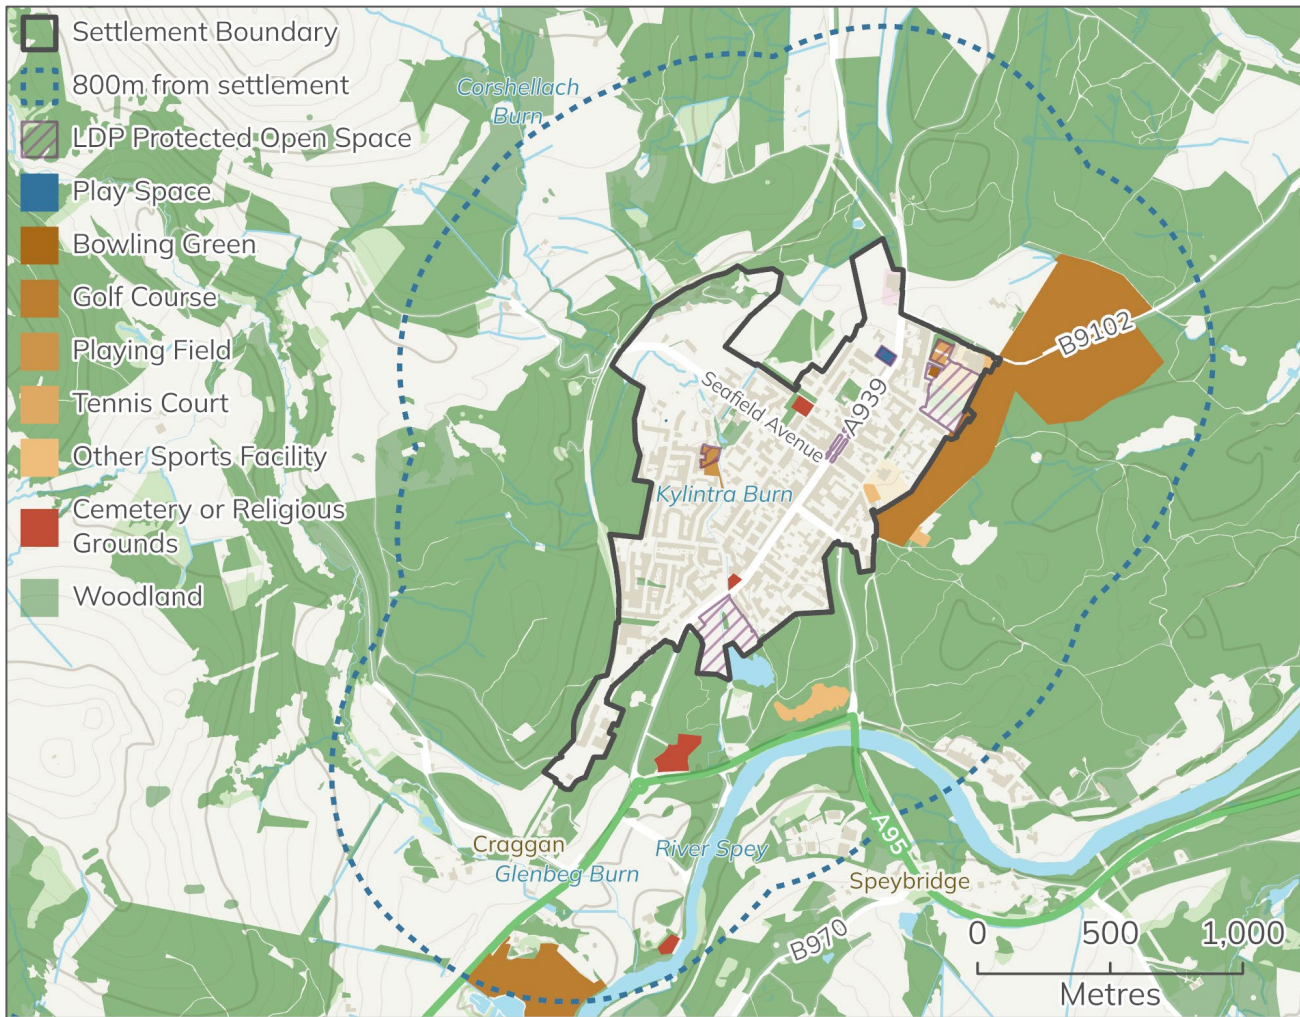 Settlement Boundary
800m from settlement
LDP Protected Open Space
Play Space
Bowling Green
Golf Course
Playing Field
Tennis Court
Other Sports Facility
Cemetery or Religious
Grounds
Woodland
Corshellach
Burn
B9102
Seafield Avenue
A939
Kylintra Burn
Craggan
Glenbeg Burn
River Spey
A95
Speybridge
B970
0 500 1,000
Metres